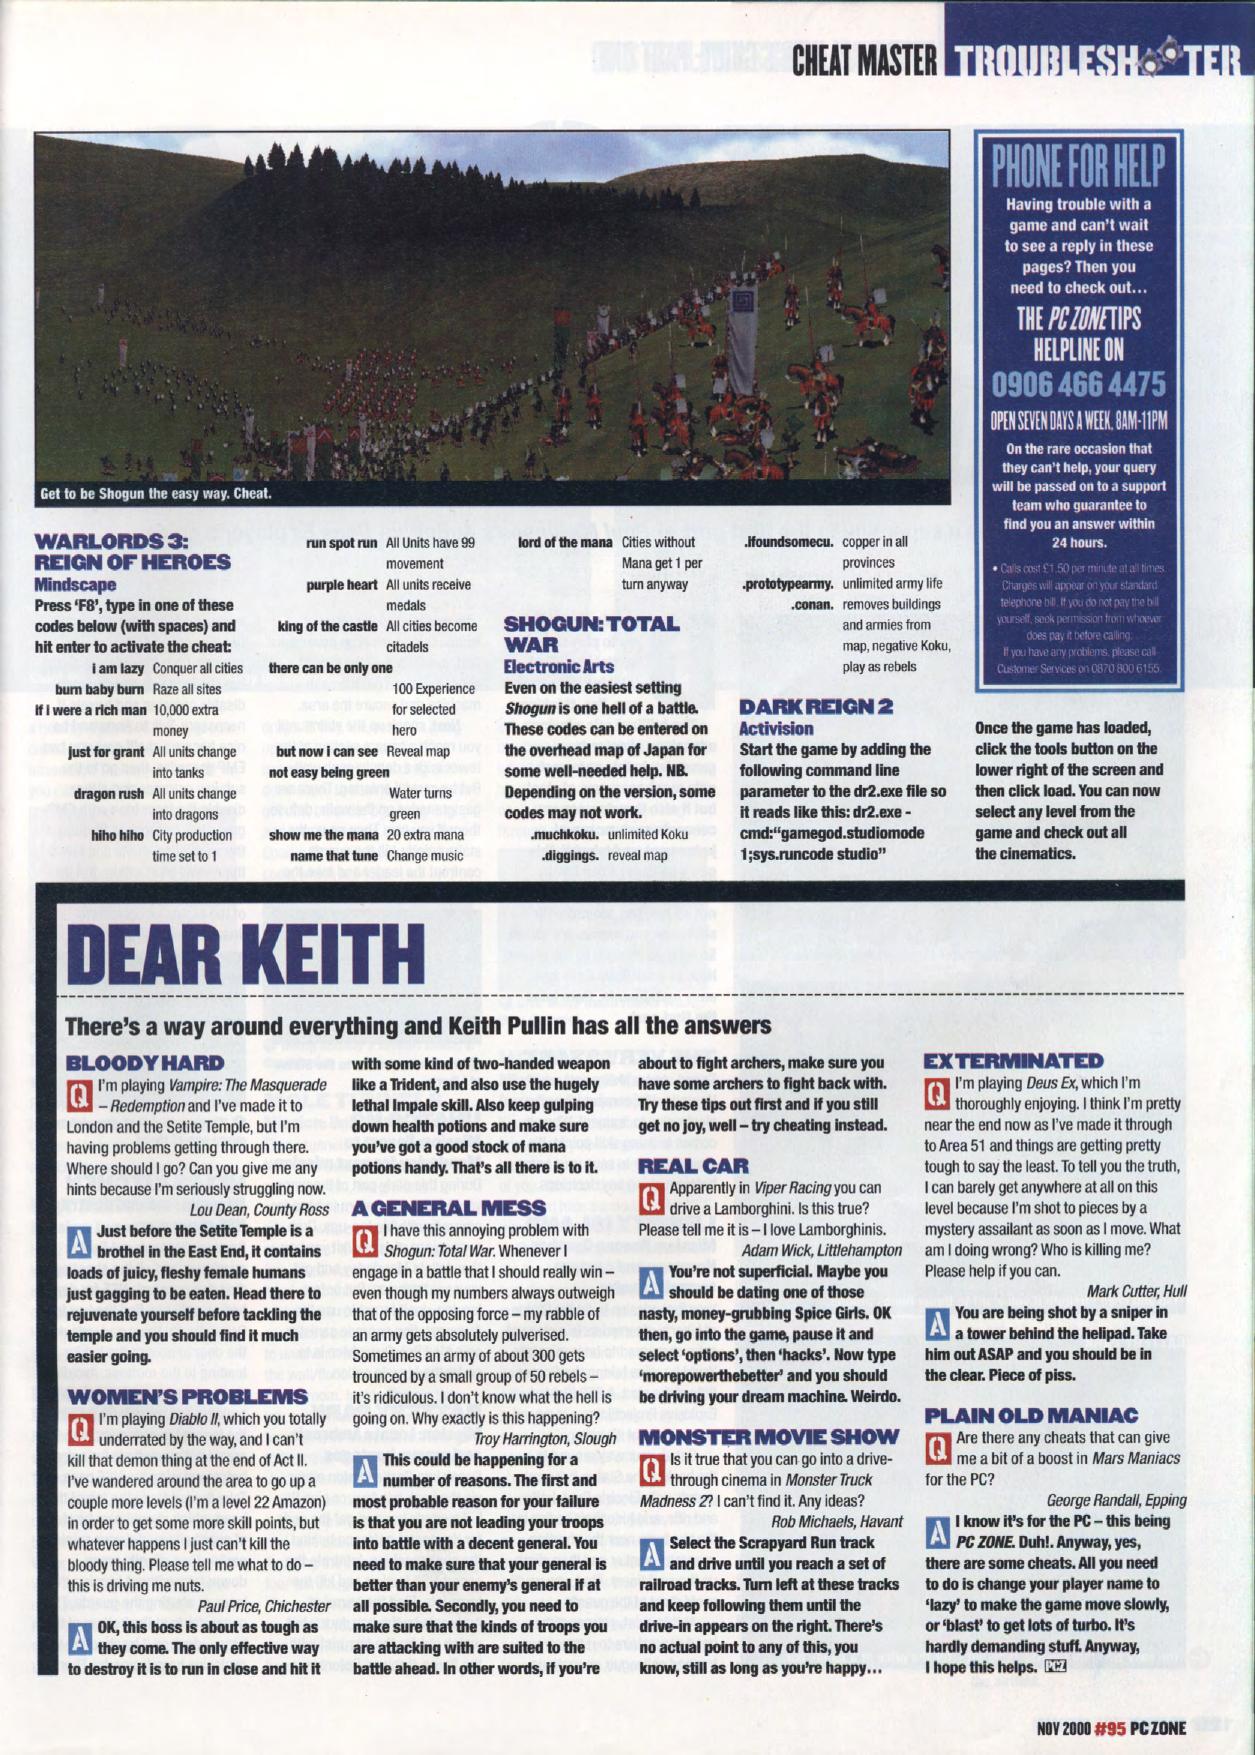 CHEAT MASTER TROUBLESHOOTER
Get to be Shogun the easy way. Cheat.
PHONE FOR HELP
Having trouble with a
game and can't wait
to see a reply in these
pages? Then you
need to check out...
THE PC ZONE TIPS
HELPLINE ON
0906 466 4475
OPEN SEVEN DAYS A WEEK, 8AM-11PM
On the rare occasion that
they can't help, your query
will be passed on to a support
team who guarantee to
find you an answer within
24 hours.
• Calls cost £1.50 per minute at all times.
Charges will appear on your standard
telephone bill. If you do not pay the bill
yourself, seek permission from whoever
does pay it before calling.
If you have any problems, please call
Customer Services on 0870 800 6155.
WARLORDS 3:
REIGN OF HEROES
Mindscape
Press 'F8', type in one of these
codes below (with spaces) and
hit enter to activate the cheat:
i am lazy Conquer all cities
burn baby burn Raze all sites
if i were a rich man 10,000 extra
money
just for grant All units change
into tanks
dragon rush All units change
into dragons
hiho hiho City production
time set to 1
run spot run All Units have 99
movement
purple heart All units receive
medals
king of the castle All cities become
citadels
there can be only one
100 Experience
for selected
hero
but now i can see Reveal map
not easy being green
Water turns
green
show me the mana 20 extra mana
name that tune Change music
lord of the mana Cities without
Mana get 1 per
turn anyway
SHOGUN: TOTAL
WAR
Electronic Arts
Even on the easiest setting
Shogun is one hell of a battle.
These codes can be entered on
the overhead map of Japan for
some well-needed help. NB.
Depending on the version, some
codes may not work.
.muchkoku. unlimited Koku
.diggings. reveal map
.ifoundsomecu. copper in all
provinces
.prototypearmy. unlimited army life
.conan. removes buildings
and armies from
map, negative Koku,
play as rebels
DARK REIGN 2
Activision
Start the game by adding the
following command line
parameter to the dr2.exe file so
it reads like this: dr2.exe -
cmd:"gamegod.studiomode
1;sys.runcode studio"
Once the game has loaded,
click the tools button on the
lower right of the screen and
then click load. You can now
select any level from the
game and check out all
the cinematics.
DEAR KEITH
There's a way around everything and Keith Pullin has all the answers
BLOODY HARD
Q I'm playing Vampire: The Masquerade
– Redemption and I've made it to
London and the Setite Temple, but I'm
having problems getting through there.
Where should I go? Can you give me any
hints because I'm seriously struggling now.
Lou Dean, County Ross
A Just before the Setite Temple is a
brothel in the East End, it contains
loads of juicy, fleshy female humans
just gagging to be eaten. Head there to
rejuvenate yourself before tackling the
temple and you should find it much
easier going.
WOMEN'S PROBLEMS
Q I'm playing Diablo II, which you totally
underrated by the way, and I can't
kill that demon thing at the end of Act II.
I've wandered around the area to go up a
couple more levels (I'm a level 22 Amazon)
in order to get some more skill points, but
whatever happens I just can't kill the
bloody thing. Please tell me what to do –
this is driving me nuts.
Paul Price, Chichester
A OK, this boss is about as tough as
they come. The only effective way
to destroy it is to run in close and hit it
with some kind of two-handed weapon
like a Trident, and also use the hugely
lethal Impale skill. Also keep gulping
down health potions and make sure
you've got a good stock of mana
potions handy. That's all there is to it.
A GENERAL MESS
Q I have this annoying problem with
Shogun: Total War. Whenever I
engage in a battle that I should really win –
even though my numbers always outweigh
that of the opposing force – my rabble of
an army gets absolutely pulverised.
Sometimes an army of about 300 gets
trounced by a small group of 50 rebels –
it's ridiculous. I don't know what the hell is
going on. Why exactly is this happening?
Troy Harrington, Slough
A This could be happening for a
number of reasons. The first and
most probable reason for your failure
is that you are not leading your troops
into battle with a decent general. You
need to make sure that your general is
better than your enemy's general if at
all possible. Secondly, you need to
make sure that the kinds of troops you
are attacking with are suited to the
battle ahead. In other words, if you're
about to fight archers, make sure you
have some archers to fight back with.
Try these tips out first and if you still
get no joy, well – try cheating instead.
REAL CAR
Q Apparently in Viper Racing you can
drive a Lamborghini. Is this true?
Please tell me it is – I love Lamborghinis.
Adam Wick, Littlehampton
A You're not superficial. Maybe you
should be dating one of those
nasty, money-grubbing Spice Girls. OK
then, go into the game, pause it and
select 'options', then 'hacks'. Now type
'morepowerthebetter' and you should
be driving your dream machine. Weirdo.
MONSTER MOVIE SHOW
Q Is it true that you can go into a drive-
through cinema in Monster Truck
Madness 2? I can't find it. Any ideas?
Rob Michaels, Havant
A Select the Scrapyard Run track
and drive until you reach a set of
railroad tracks. Turn left at these tracks
and keep following them until the
drive-in appears on the right. There's
no actual point to any of this, you
know, still as long as you're happy...
EXTERMINATED
Q I'm playing Deus Ex, which I'm
thoroughly enjoying. I think I'm pretty
near the end now as I've made it through
to Area 51 and things are getting pretty
tough to say the least. To tell you the truth,
I can barely get anywhere at all on this
level because I'm shot to pieces by a
mystery assailant as soon as I move. What
am I doing wrong? Who is killing me?
Please help if you can.
Mark Cutter, Hull
A You are being shot by a sniper in
a tower behind the helipad. Take
him out ASAP and you should be in
the clear. Piece of piss.
PLAIN OLD MANIAC
Q Are there any cheats that can give
me a bit of a boost in Mars Maniacs
for the PC?
George Randall, Epping
A I know it's for the PC – this being
PC ZONE. Duh!. Anyway, yes,
there are some cheats. All you need
to do is change your player name to
'lazy' to make the game move slowly,
or 'blast' to get lots of turbo. It's
hardly demanding stuff. Anyway,
I hope this helps. PCZ
NOV 2000 #95 PC ZONE